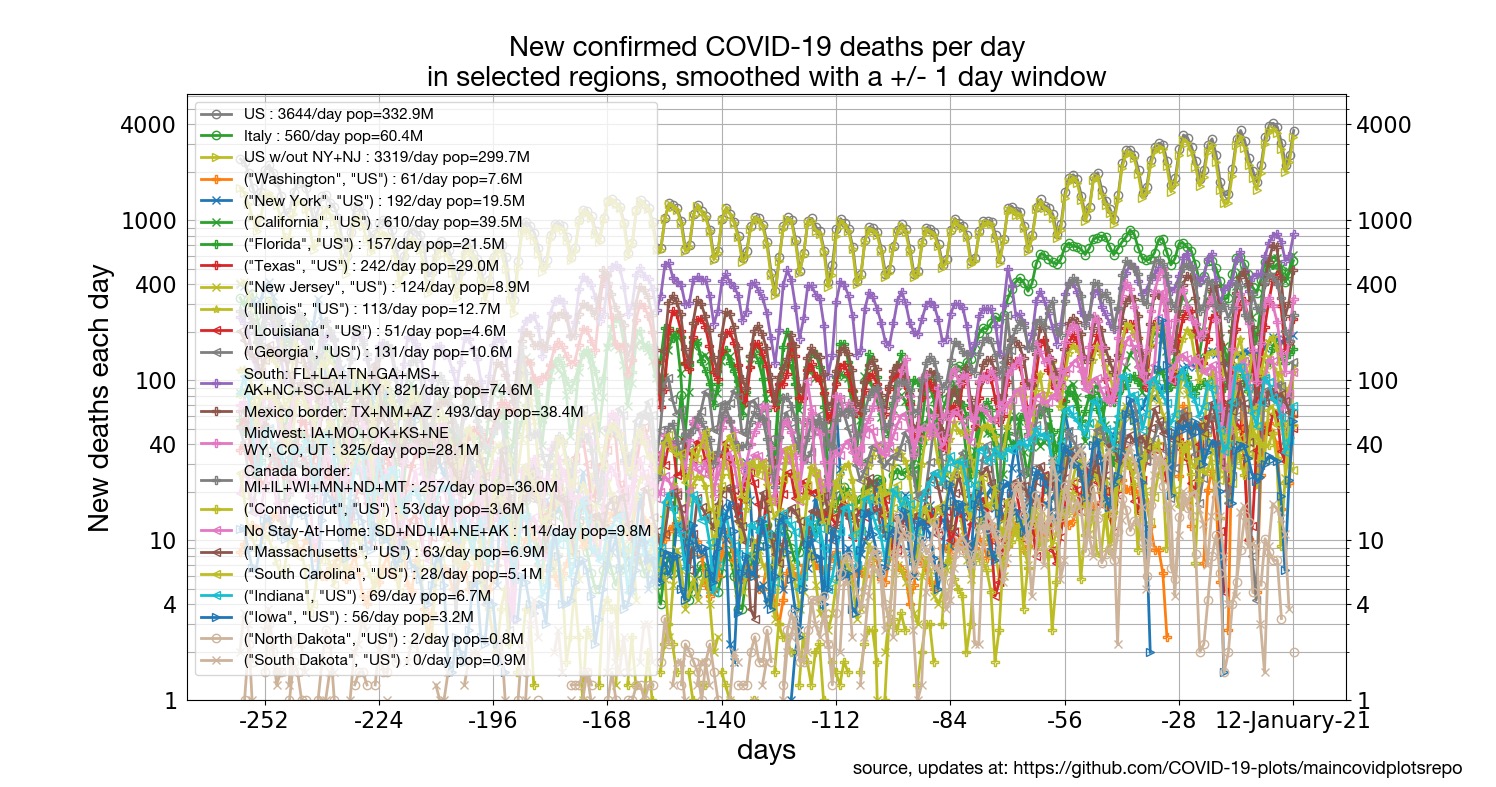 New confirmed COVID-19 deaths per day
in selected regions, smoothed with a +/- 1 day window
New deaths each day
4000
1000
400
100
40
10
4
1
US : 3644/day pop=332.9M
Italy : 560/day pop=60.4M
US w/out NY+NJ : 3319/day pop=299.7M
("Washington", "US") : 61/day pop=7.6M
("New York", "US") : 192/day pop=19.5M
("California", "US") : 610/day pop=39.5M
("Florida", "US") : 157/day pop=21.5M
("Texas", "US") : 242/day pop=29.0M
("New Jersey", "US") : 124/day pop=8.9M
("Illinois", "US") : 113/day pop=12.7M
("Louisiana", "US") : 51/day pop=4.6M
("Georgia", "US") : 131/day pop=10.6M
South: FL+LA+TN+GA+MS+
AK+NC+SC+AL+KY : 821/day pop=74.6M
Mexico border: TX+NM+AZ : 493/day pop=38.4M
Midwest: IA+MO+OK+KS+NE
WY, CO, UT : 325/day pop=28.1M
Canada border:
MI+IL+WI+MN+ND+MT : 257/day pop=36.0M
("Connecticut", "US") : 53/day pop=3.6M
No Stay-At-Home: SD+ND+IA+NE+AK : 114/day pop=9.8M
("Massachusetts", "US") : 63/day pop=6.9M
("South Carolina", "US") : 28/day pop=5.1M
("Indiana", "US") : 69/day pop=6.7M
("Iowa", "US") : 56/day pop=3.2M
("North Dakota", "US") : 2/day pop=0.8M
("South Dakota", "US") : 0/day pop=0.9M
4000
1000
400
100
40
10
4
1
-252 -224 -196 -168 -140 -112 -84 -56 -28 12-January-21
days
source, updates at: https://github.com/COVID-19-plots/maincovidplotsrepo